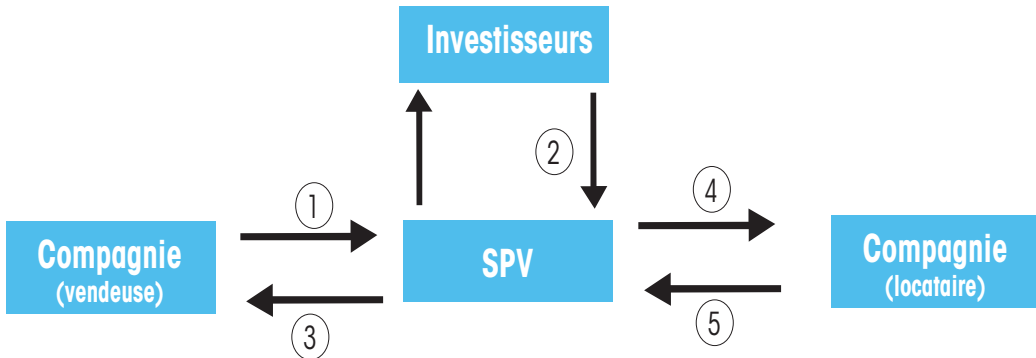 Investisseurs
2
1
4
Compagnie
(vendeuse)
SPV
Compagnie
(locataire)
3
5